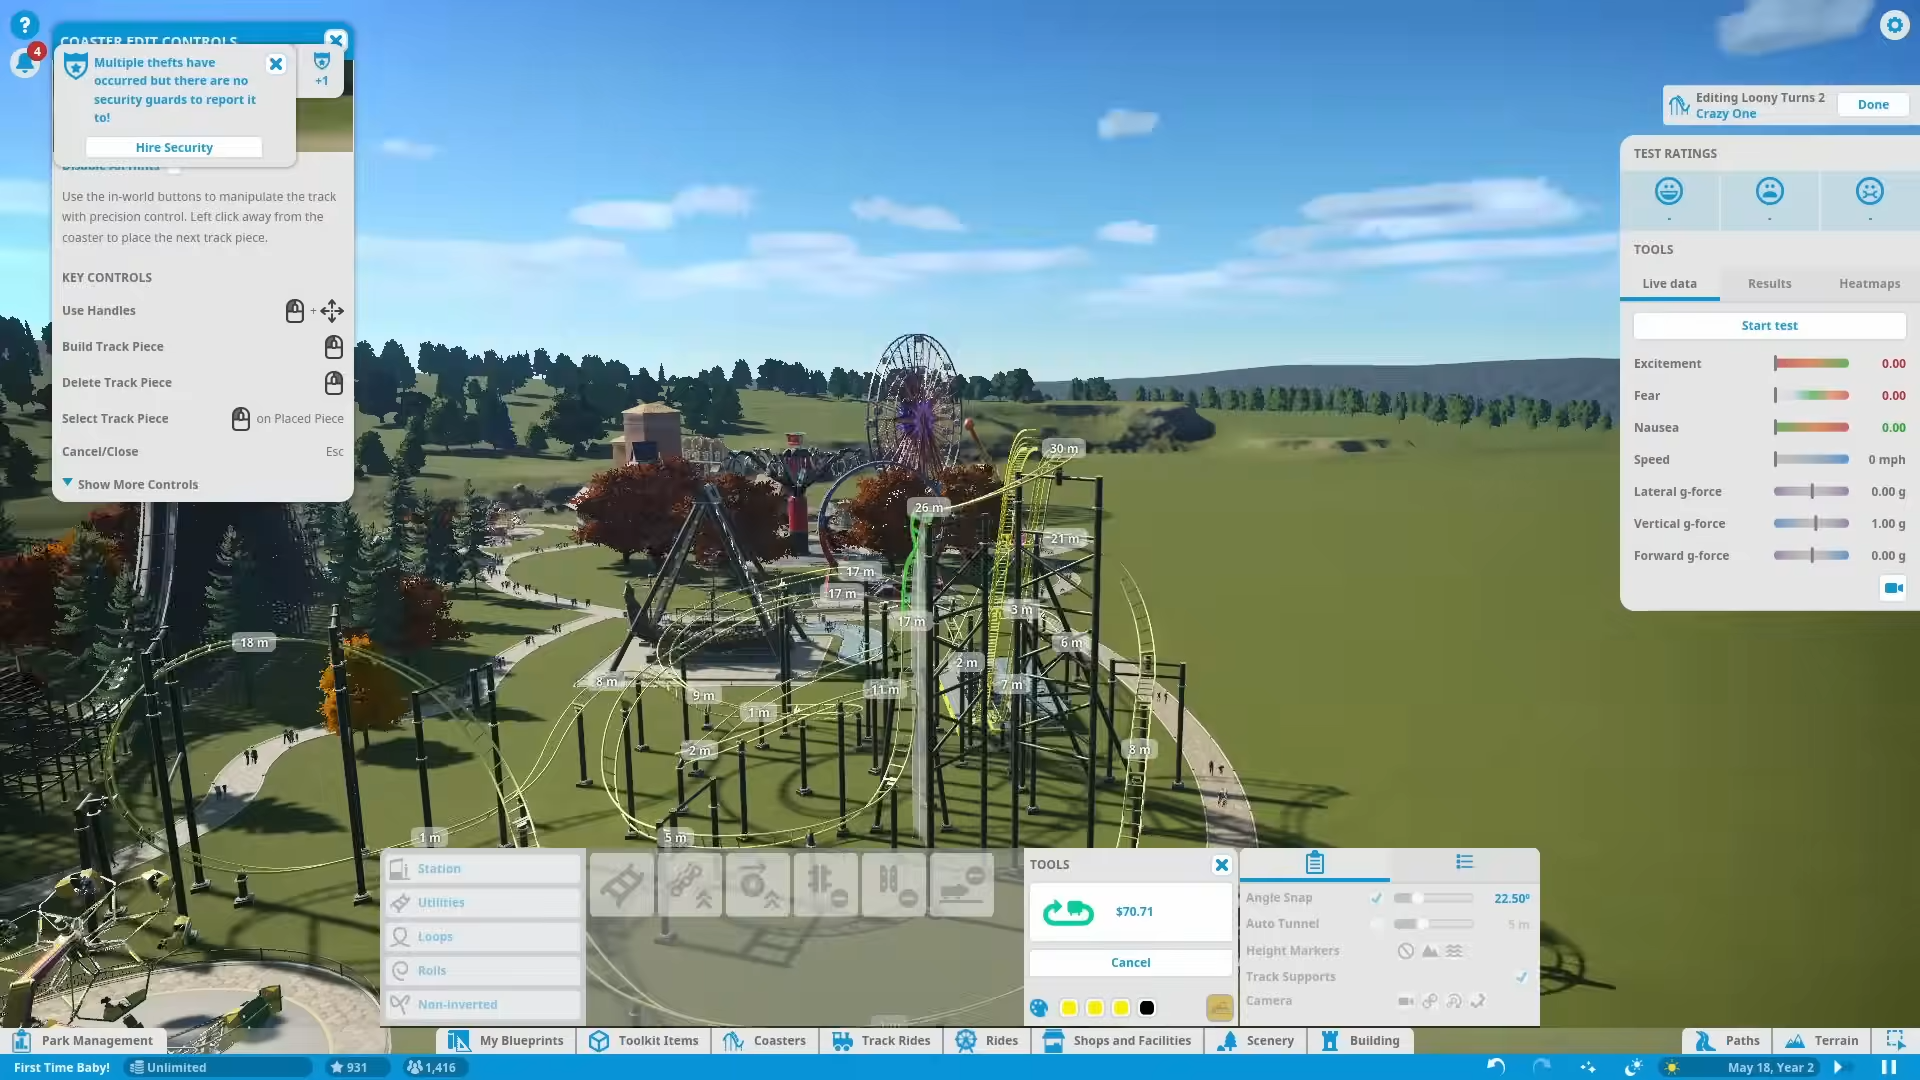 ?
4
COASTER EDIT CONTROLS
Multiple thefts have
occurred but there are no
security guards to report it
to!
+1
Hire Security
Use the in-world buttons to manipulate the track
with precision control. Left click away from the
coaster to place the next track piece.
KEY CONTROLS
Use Handles
+
Build Track Piece
Delete Track Piece
Select Track Piece
on Placed Piece
Cancel/Close
Esc
Show More Controls
Editing Loony Turns 2
Crazy One
Done
TEST RATINGS
- - -
TOOLS
Live data
Results
Heatmaps
Start test
Excitement 0.00
Fear 0.00
Nausea 0.00
Speed 0 mph
Lateral g-force 0.00 g
Vertical g-force 1.00 g
Forward g-force 0.00 g
30 m
26 m
21 m
17 m
17 m
3 m
17 m
18 m
6 m
2 m
8 m
7 m
11 m
9 m
1 m
2 m
8 m
1 m
5 m
Station
Utilities
Loops
Rolls
Non-inverted
TOOLS
$70.71
Cancel
Angle Snap 22.50°
Auto Tunnel 5 m
Height Markers
Track Supports
Camera
Park Management
My Blueprints
Toolkit Items
Coasters
Track Rides
Rides
Shops and Facilities
Scenery
Building
Paths
Terrain
First Time Baby!
Unlimited
931
1,416
May 18, Year 2